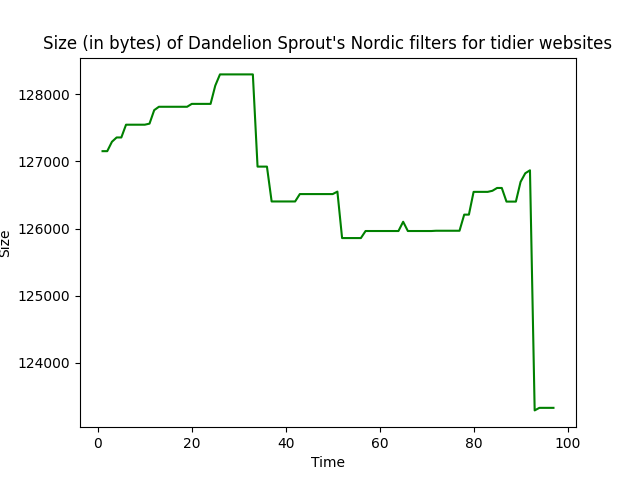 Size (in bytes) of Dandelion Sprout's Nordic filters for tidier websites
128000
127000
126000
125000
124000
Size
0 20 40 60 80 100
Time